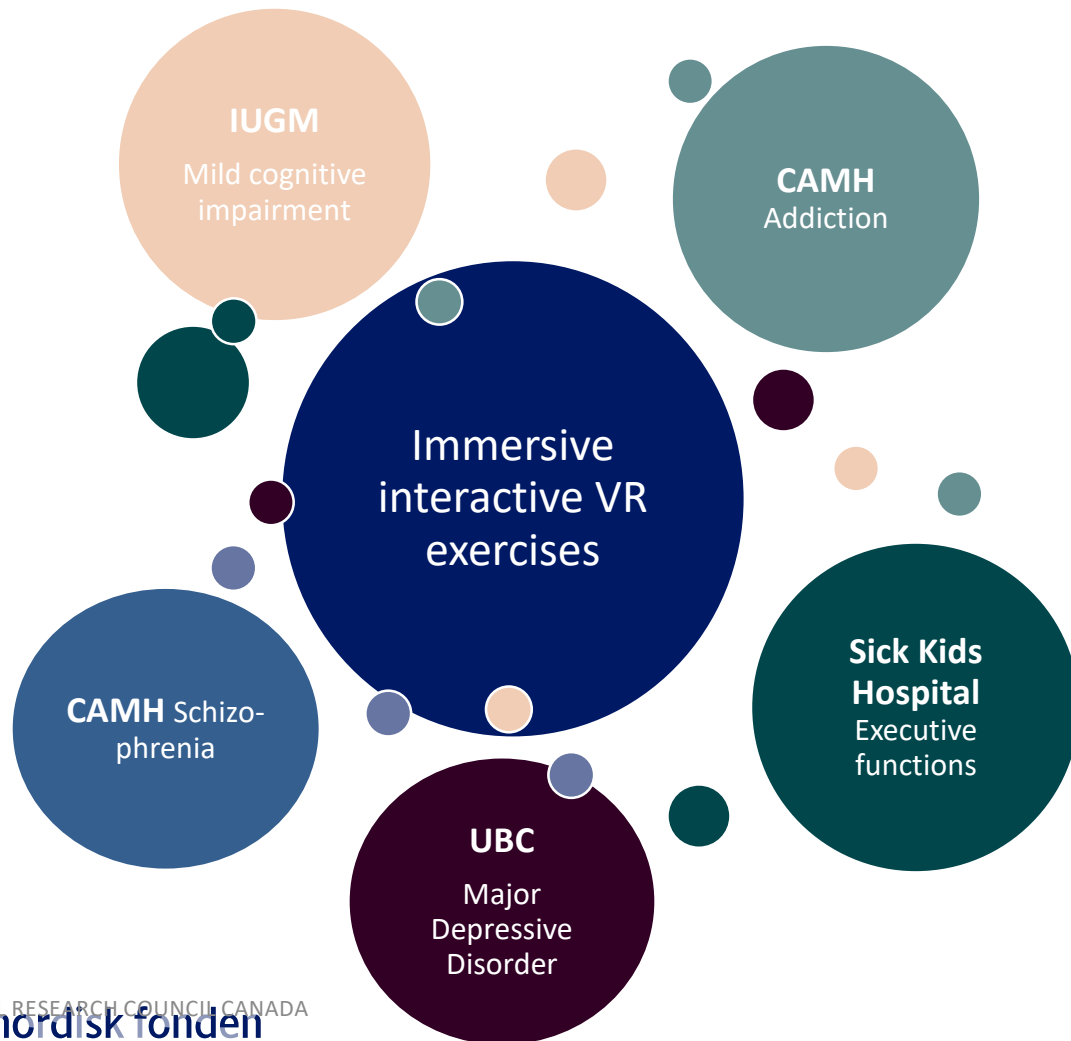 IUGM
Mild cognitive
impairment
CAMH
Addiction
Immersive
interactive VR
exercises
Sick Kids
Hospital
Executive
functions
CAMH Schizo-
phrenia
UBC
Major
Depressive
Disorder
RESEARCH COUNCIL CANADA
nordisk fonden